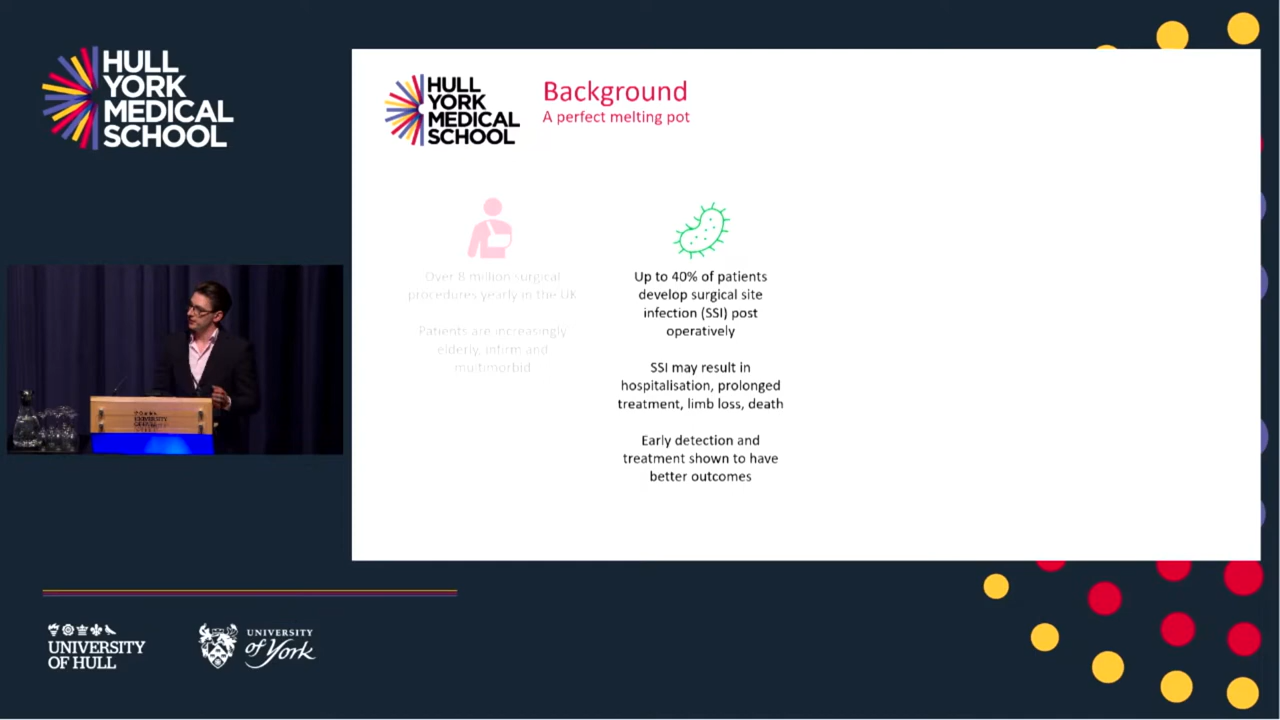 HULL
YORK
MEDICAL
SCHOOL
HULL
YORK
MEDICAL
SCHOOL
Background
A perfect melting pot
Over 8 million surgical
procedures yearly in the UK
Patients are increasingly
elderly, infirm and
multimorbid
Up to 40% of patients
develop surgical site
infection (SSI) post
operatively
SSI may result in
hospitalisation, prolonged
treatment, limb loss, death
Early detection and
treatment shown to have
better outcomes
UNIVERSITY
OF HULL
UNIVERSITY
of York